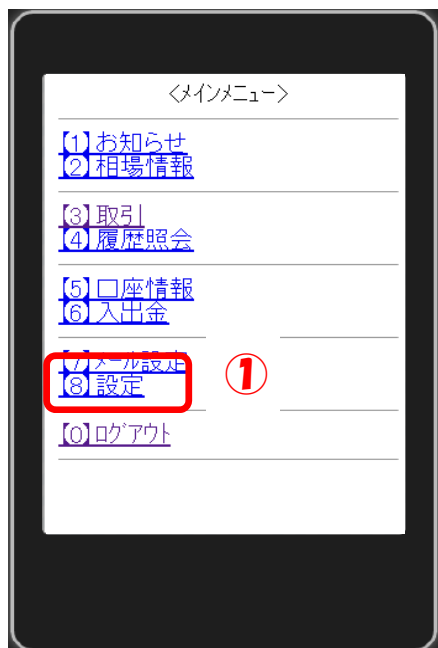 〈メインメニュー〉
【1】お知らせ
【2】相場情報
【3】取引
【4】履歴照会
【5】口座情報
【6】入出金
【7】メール設定
【8】設定
①
【0】ログアウト